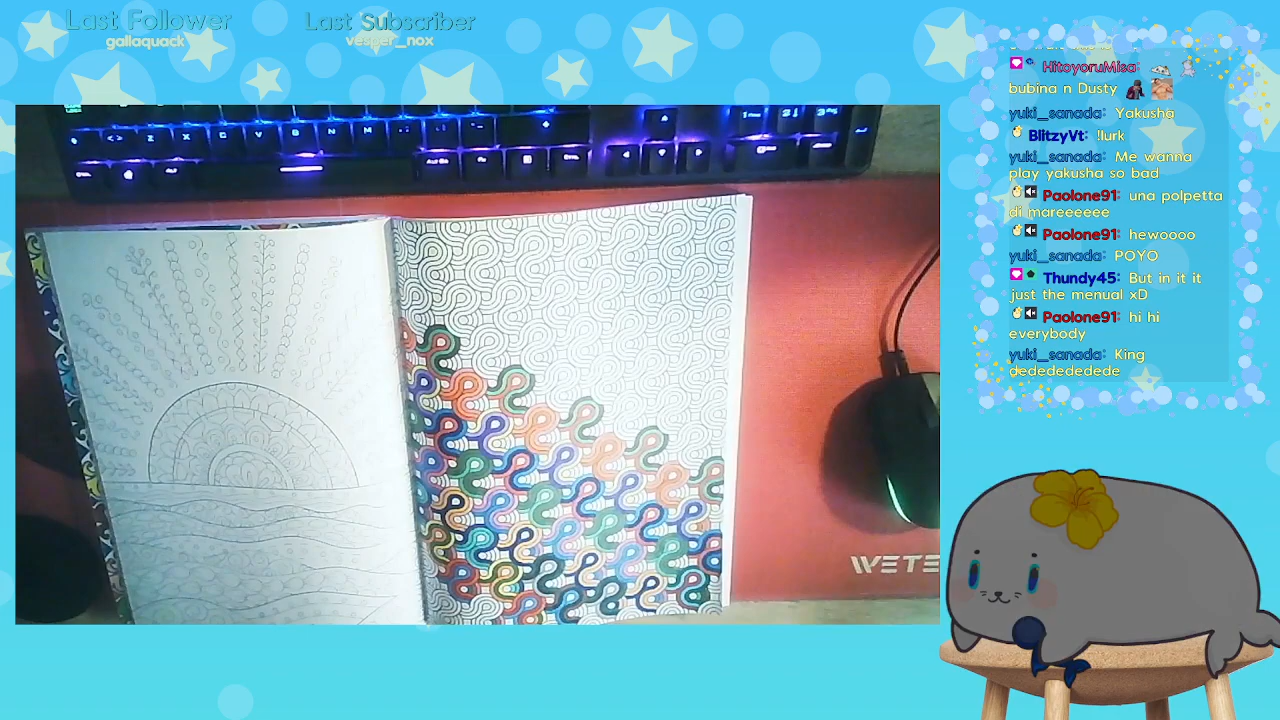 Last Follower
gallaquack
Last Subscriber
vesper_nox
HitoyoruMisa:
bubina n Dusty
yuki_sanada: Yakusha
BlitzyVt: !lurk
yuki_sanada: Me wanna
play yakusha so bad
Paolone91: una polpetta
di mareeeeee
Paolone91: hewoooo
yuki_sanada: POYO
Thundy45: But in it it
just the menual xD
Paolone91: hi hi
everybody
yuki_sanada: King
dededededede
Z X C V B N M
WETE